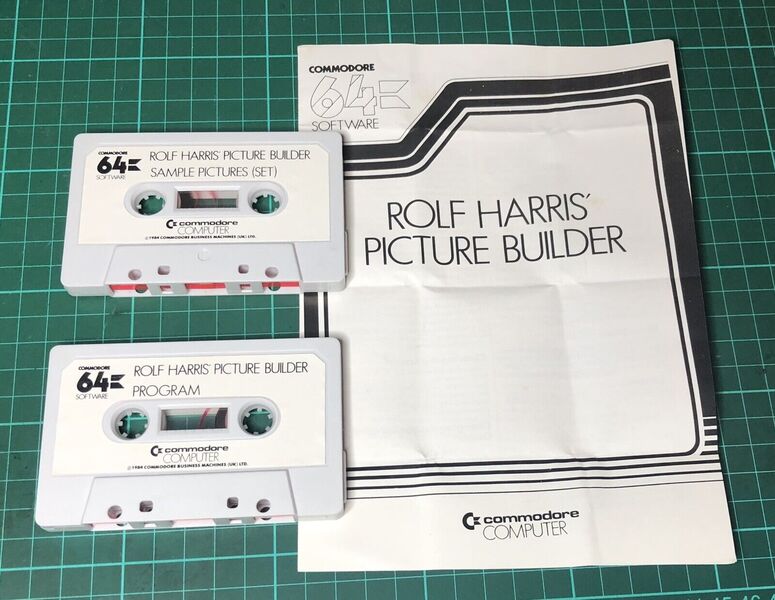 COMMODORE
64
SOFTWARE
ROLF HARRIS' PICTURE BUILDER
SAMPLE PICTURES (SET)
commodore
COMPUTER
©1984 COMMODORE BUSINESS MACHINES (UK) LTD.
COMMODORE
64
SOFTWARE
ROLF HARRIS' PICTURE BUILDER
PROGRAM
commodore
COMPUTER
©1984 COMMODORE BUSINESS MACHINES (UK) LTD.
COMMODORE
64
SOFTWARE
ROLF HARRIS'
PICTURE BUILDER
commodore
COMPUTER